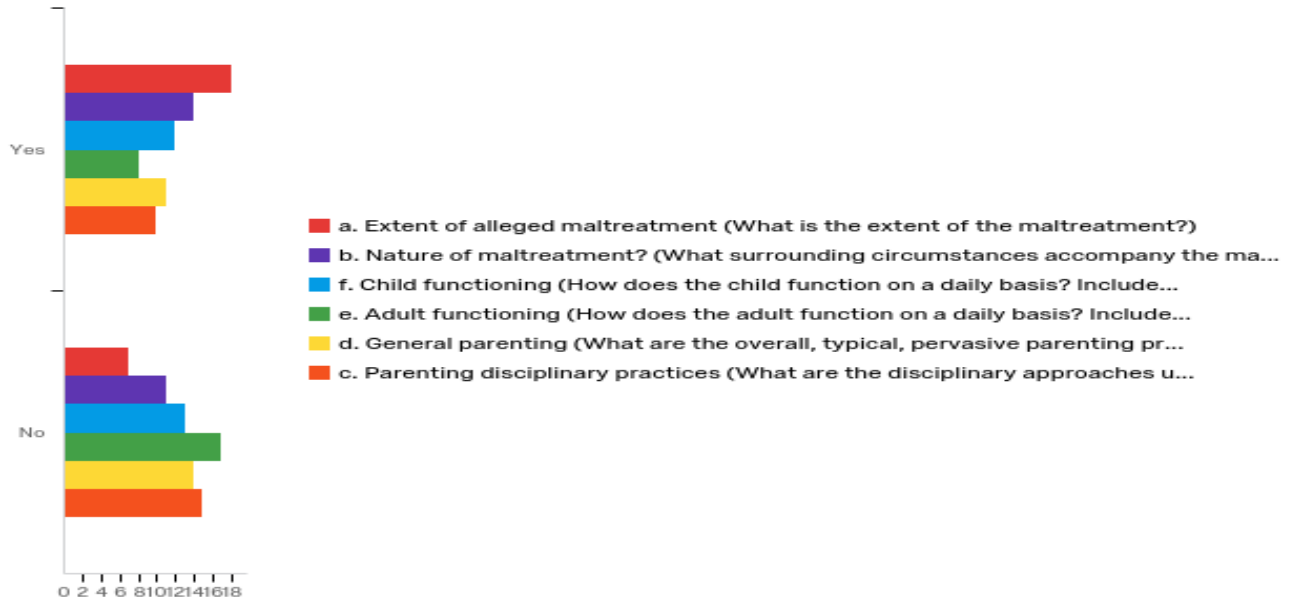 Yes
No
a. Extent of alleged maltreatment (What is the extent of the maltreatment?)
b. Nature of maltreatment? (What surrounding circumstances accompany the ma...
f. Child functioning (How does the child function on a daily basis? Include...
e. Adult functioning (How does the adult function on a daily basis? Include...
d. General parenting (What are the overall, typical, pervasive parenting pr...
c. Parenting disciplinary practices (What are the disciplinary approaches u...
0 2 4 6 8 10 12 14 16 18